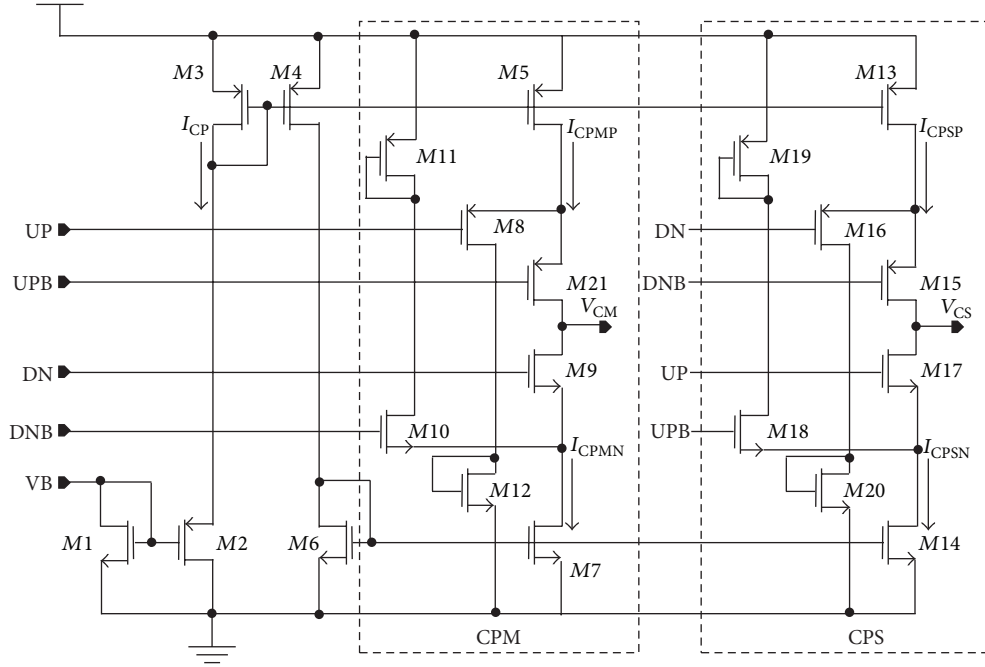 M3
M4
M5
M13
I_CP
I_CPMP
I_CPSP
M11
M19
UP
M8
DN
M16
UPB
M21
DNB
M15
V_CM
V_CS
DN
M9
UP
M17
DNB
M10
UPB
M18
I_CPMN
I_CPSN
VB
M12
M20
M1
M2
M6
M7
M14
CPM
CPS